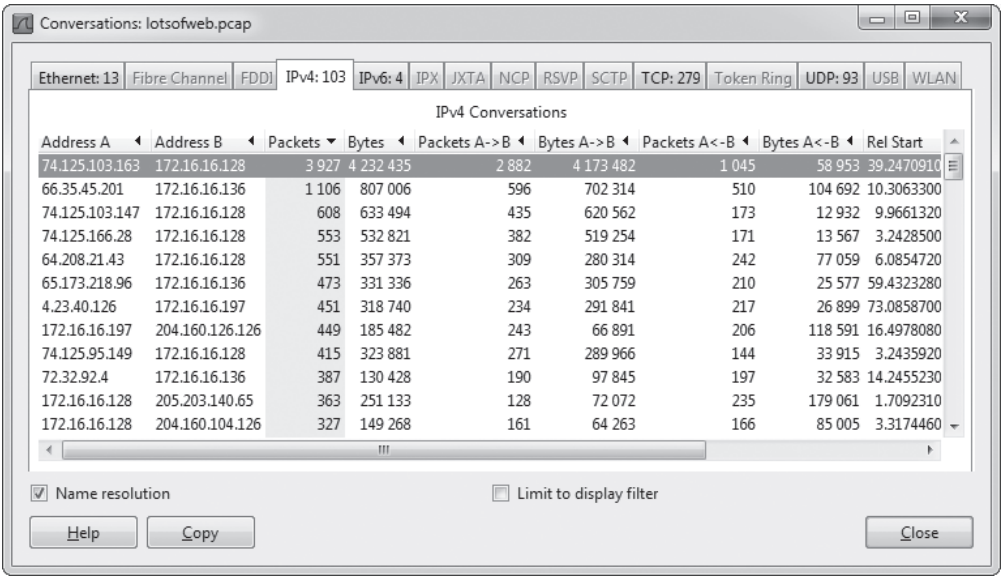 Conversations: lotsofweb.pcap
Ethernet: 13 Fibre Channel FDDI IPv4: 103 IPv6: 4 IPX JXTA NCP RSVP SCTP TCP: 279 Token Ring UDP: 93 USB WLAN
IPv4 Conversations
Address A Address B Packets Bytes Packets A->B Bytes A->B Packets A<-B Bytes A<-B Rel Start
74.125.103.163 172.16.16.128 3 927 4 232 435 2 882 4 173 482 1 045 58 953 39.2470910
66.35.45.201 172.16.16.136 1 106 807 006 596 702 314 510 104 692 10.3063300
74.125.103.147 172.16.16.128 608 633 494 435 620 562 173 12 932 9.9661320
74.125.166.28 172.16.16.128 553 532 821 382 519 254 171 13 567 3.2428500
64.208.21.43 172.16.16.128 551 357 373 309 280 314 242 77 059 6.0854720
65.173.218.96 172.16.16.136 473 331 336 263 305 759 210 25 577 59.4323280
4.23.40.126 172.16.16.197 451 318 740 234 291 841 217 26 899 73.0858700
172.16.16.197 204.160.126.126 449 185 482 243 66 891 206 118 591 16.4978080
74.125.95.149 172.16.16.128 415 323 881 271 289 966 144 33 915 3.2435920
72.32.92.4 172.16.16.136 387 130 428 190 97 845 197 32 583 14.2455230
172.16.16.128 205.203.140.65 363 251 133 128 72 072 235 179 061 1.7092310
172.16.16.128 204.160.104.126 327 149 268 161 64 263 166 85 005 3.3174460
Name resolution Limit to display filter
Help Copy Close